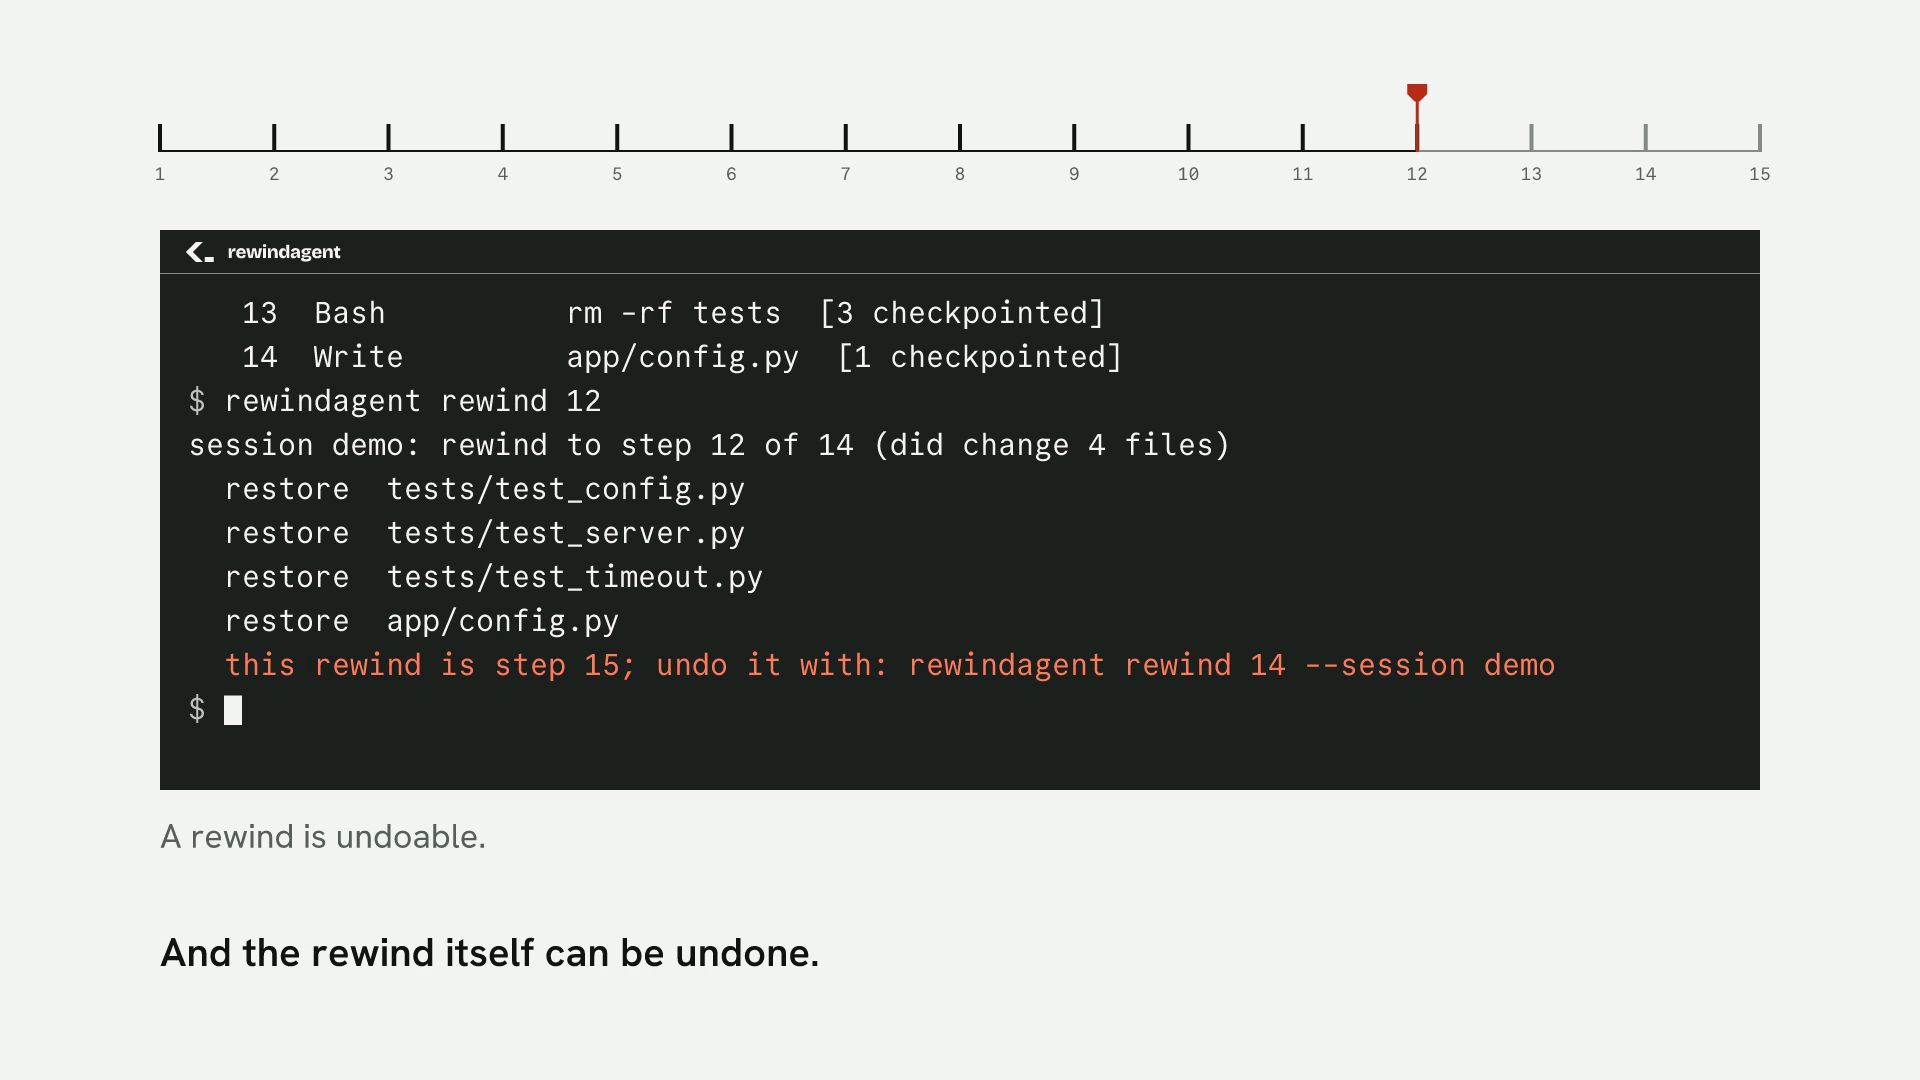 1 2 3 4 5 6 7 8 9 10 11 12 13 14 15
rewindagent
13 Bash rm -rf tests [3 checkpointed]
14 Write app/config.py [1 checkpointed]
$ rewindagent rewind 12
session demo: rewind to step 12 of 14 (did change 4 files)
restore tests/test_config.py
restore tests/test_server.py
restore tests/test_timeout.py
restore app/config.py
this rewind is step 15; undo it with: rewindagent rewind 14 --session demo
$
A rewind is undoable.
And the rewind itself can be undone.